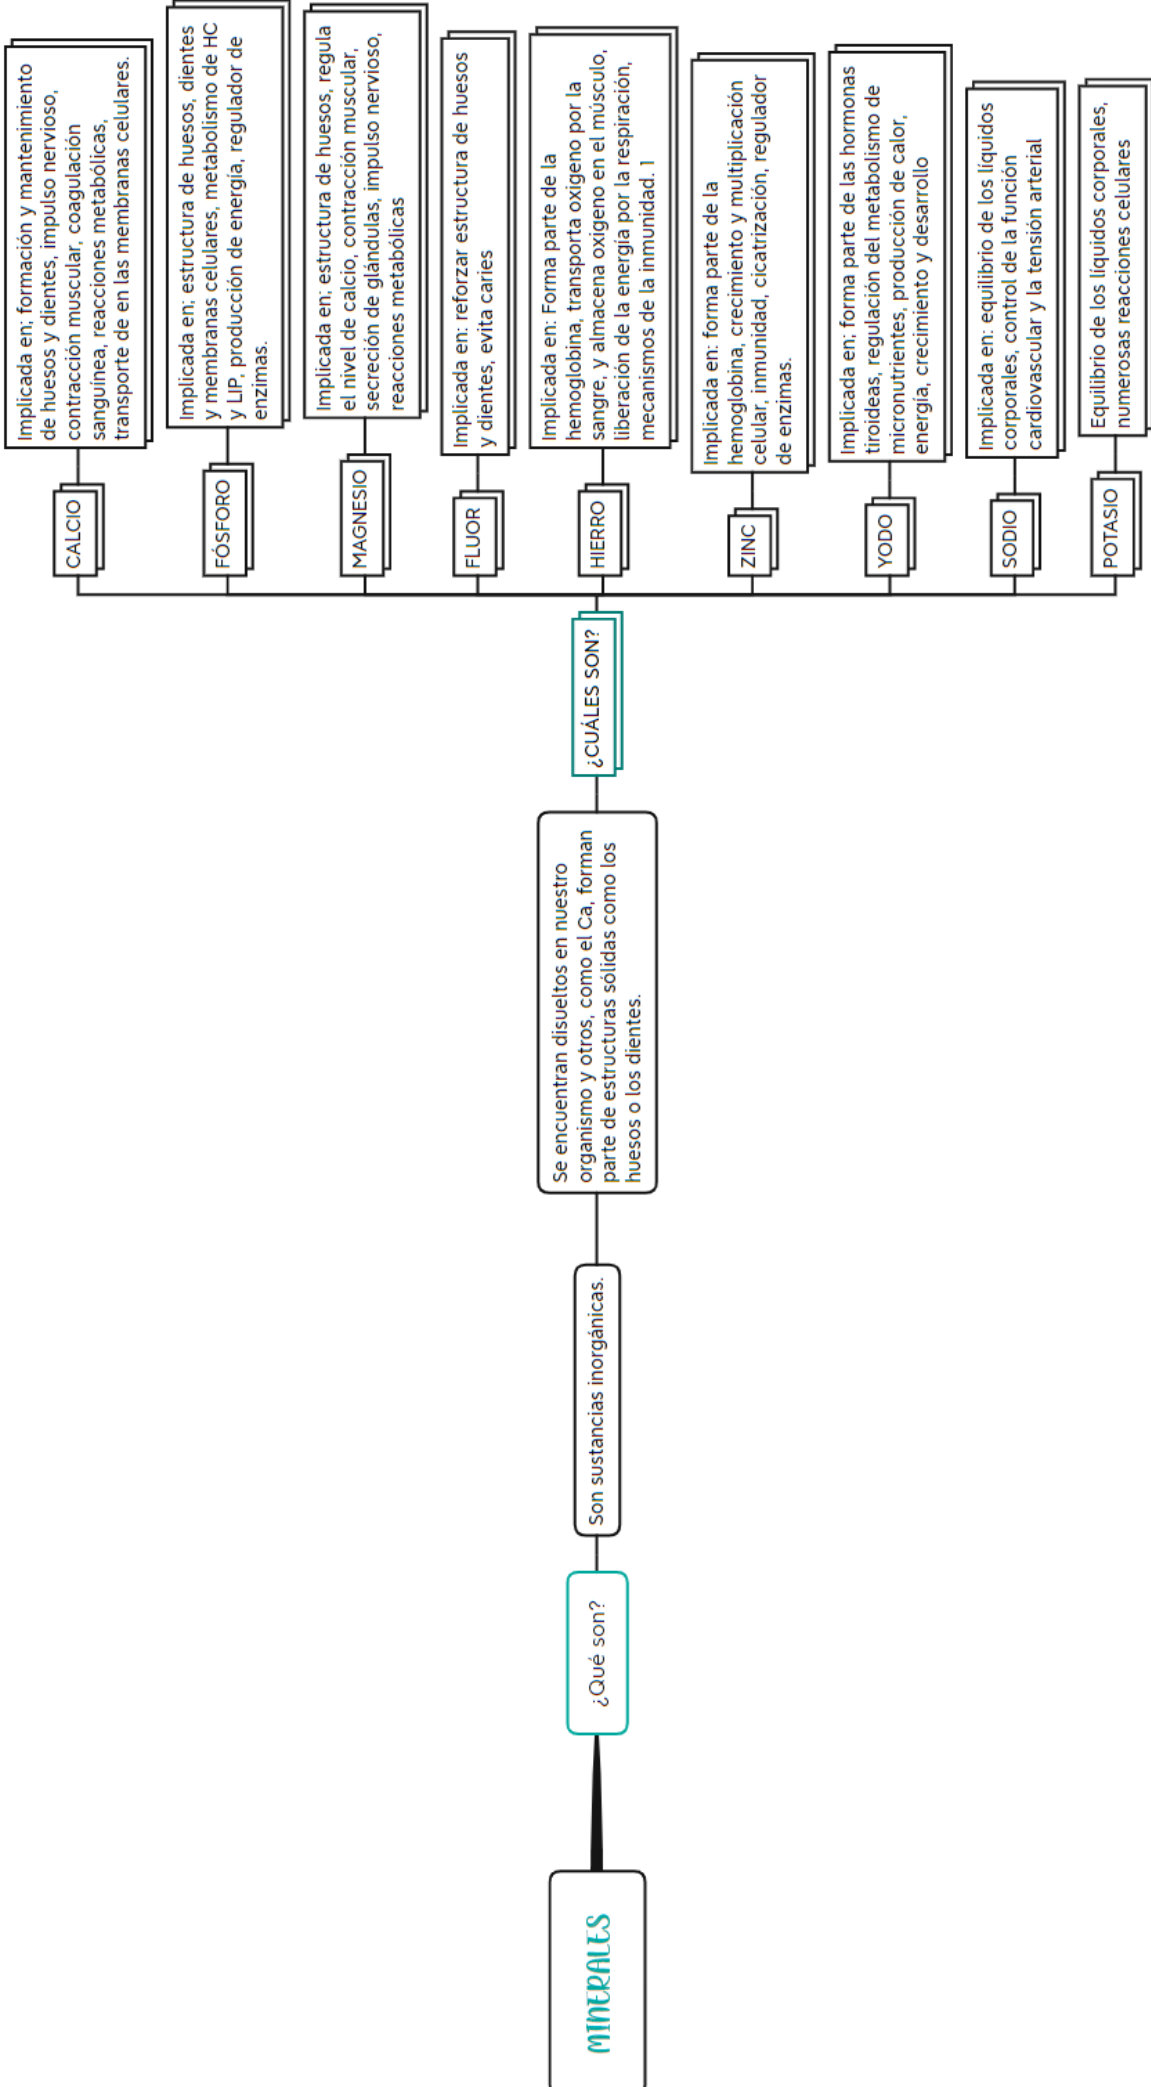 MINERALES
¿Qué son?
Son sustancias inorgánicas.
Se encuentran disueltos en nuestro
organismo y otros, como el Ca, forman
parte de estructuras sólidas como los
huesos o los dientes.
¿CUÁLES SON?
CALCIO
Implicada en; formación y mantenimiento
de huesos y dientes, impulso nervioso,
contracción muscular, coagulación
sanguínea, reacciones metabólicas,
transporte de en las membranas celulares.
FÓSFORO
Implicada en; estructura de huesos, dientes
y membranas celulares, metabolismo de HC
y LIP, producción de energía, regulador de
enzimas.
MAGNESIO
Implicada en; estructura de huesos, regula
el nivel de calcio, contracción muscular,
secreción de glándulas, impulso nervioso,
reacciones metabólicas
FLUOR
Implicada en: reforzar estructura de huesos
y dientes, evita caries
HIERRO
Implicada en: Forma parte de la
hemoglobina, transporta oxigeno por la
sangre, y almacena oxigeno en el músculo,
liberación de la energía por la respiración,
mecanismos de la inmunidad. 1
ZINC
Implicada en: forma parte de la
hemoglobina, crecimiento y multiplicación
celular, inmunidad, cicatrización, regulador
de enzimas.
YODO
Implicada en; forma parte de las hormonas
tiroideas, regulación del metabolismo de
micronutrientes, producción de calor,
energía, crecimiento y desarrollo
SODIO
Implicada en: equilibrio de los líquidos
corporales, control de la función
cardiovascular y la tensión arterial
POTASIO
Equilibrio de los líquidos corporales,
numerosas reacciones celulares